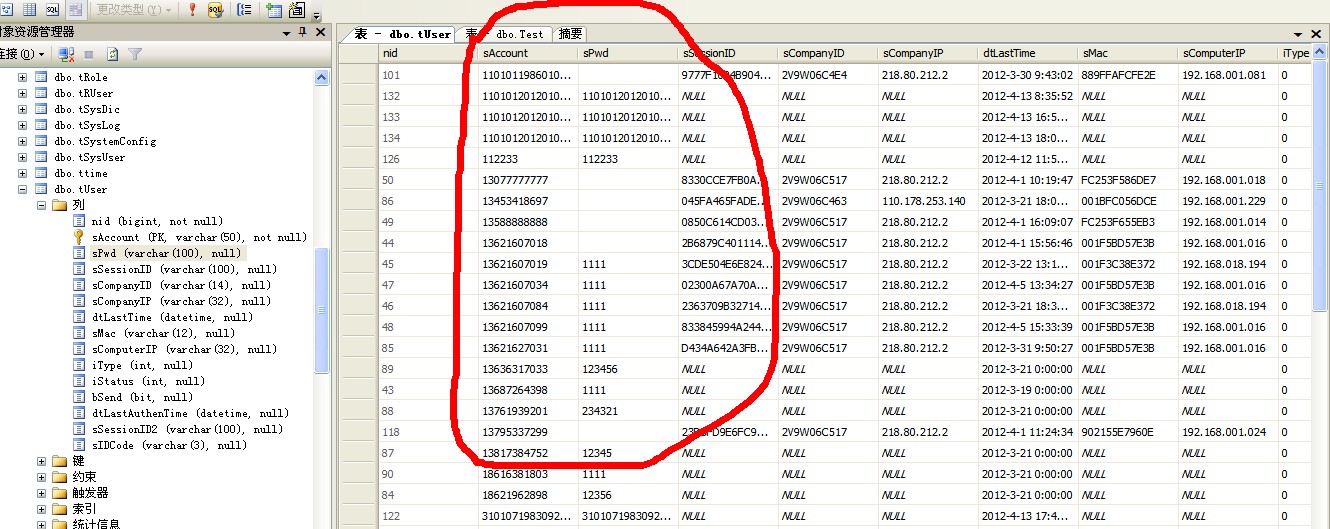 更改类型(Y)
对象资源管理器
连接(O)
dbo.tRole
dbo.tRUser
dbo.tSysDic
dbo.tSysLog
dbo.tSystemConfig
dbo.tSysUser
dbo.ttime
dbo.tUser
列
nid (bigint, not null)
sAccount (PK, varchar(50), not null)
sPwd (varchar(100), null)
sSessionID (varchar(100), null)
sCompanyID (varchar(14), null)
sCompanyIP (varchar(32), null)
dtLastTime (datetime, null)
sMac (varchar(12), null)
sComputerIP (varchar(32), null)
iType (int, null)
iStatus (int, null)
bSend (bit, null)
dtLastAuthenTime (datetime, null)
sSessionID2 (varchar(100), null)
sIDCode (varchar(3), null)
键
约束
触发器
索引
统计信息
表 - dbo.tUser 表 - dbo.Test 摘要
nid sAccount sPwd sSessionID sCompanyID sCompanyIP dtLastTime sMac sComputerIP iType
101 1101011986010... 2V9W06C4E4 218.80.212.2 2012-3-30 9:43:02 889FFAFCFE2E 192.168.001.081 0
132 1101012012010... 1101012012010... NULL NULL NULL 2012-4-13 8:35:52 NULL NULL 0
133 1101012012010... 1101012012010... NULL NULL NULL 2012-4-13 16:5... NULL NULL 0
134 1101012012010... 1101012012010... NULL NULL NULL 2012-4-13 18:0... NULL NULL 0
126 112233 112233 NULL NULL NULL 2012-4-12 11:5... NULL NULL 0
50 13077777777 8330CCE7FB0A... 2V9W06C517 218.80.212.2 2012-4-1 10:19:47 FC253F586DE7 192.168.001.018 0
86 13453418697 045FA465FADE... 2V9W06C463 110.178.253.140 2012-3-21 18:0... 001BFC056DCE 192.168.001.229 0
49 13588888888 0850C614CD03... 2V9W06C517 218.80.212.2 2012-4-1 16:09:07 FC253F655EB3 192.168.001.014 0
44 13621607018 2B6879C401114... 2V9W06C517 218.80.212.2 2012-4-1 15:56:46 001F5BD57E3B 192.168.001.016 0
45 13621607019 1111 3CDE504E6E824... 2V9W06C517 218.80.212.2 2012-3-22 13:1... 001F3C38E372 192.168.018.194 0
47 13621607034 1111 02300A67A70A... 2V9W06C517 218.80.212.2 2012-4-5 13:34:27 001F5BD57E3B 192.168.001.016 0
46 13621607084 1111 2363709B32714... 2V9W06C517 218.80.212.2 2012-3-21 18:3... 001F3C38E372 192.168.018.194 0
48 13621607099 1111 833845994A244... 2V9W06C517 218.80.212.2 2012-4-5 15:33:39 001F5BD57E3B 192.168.001.016 0
85 13621627031 1111 D434A642A3FB... 2V9W06C517 218.80.212.2 2012-3-31 9:50:27 001F5BD57E3B 192.168.001.016 0
89 13636317033 123456 NULL NULL NULL 2012-3-21 0:00:00 NULL NULL 0
43 13687264398 1111 NULL NULL NULL 2012-3-19 0:00:00 NULL NULL 0
88 13761939201 234321 NULL NULL NULL 2012-3-21 0:00:00 NULL NULL 0
118 13795337299 2V9W06C517 218.80.212.2 2012-4-1 11:24:34 902155E7960E 192.168.001.024 0
87 13817384752 12345 NULL NULL NULL 2012-3-21 0:00:00 NULL NULL 0
90 18616381803 1111 NULL NULL NULL 2012-3-21 0:00:00 NULL NULL 0
84 18621962898 12356 NULL NULL NULL 2012-3-21 0:00:00 NULL NULL 0
122 3101071983092... 3101071983092... NULL NULL NULL 2012-4-13 17:4... NULL NULL 0